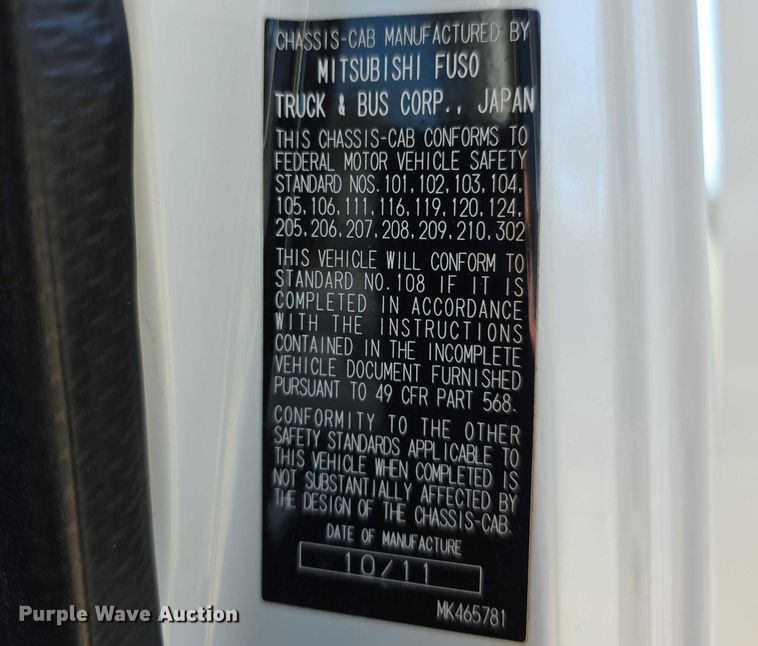 CHASSIS-CAB MANUFACTURED BY
MITSUBISHI FUSO
TRUCK & BUS CORP., JAPAN
THIS CHASSIS-CAB CONFORMS TO
FEDERAL MOTOR VEHICLE SAFETY
STANDARD NOS. 101, 102, 103, 104,
105, 106, 111, 116, 119, 120, 124,
205, 206, 207, 208, 209, 210, 302
THIS VEHICLE WILL CONFORM TO
STANDARD NO. 108 IF IT IS
COMPLETED IN ACCORDANCE
WITH THE INSTRUCTIONS
CONTAINED IN THE INCOMPLETE
VEHICLE DOCUMENT FURNISHED
PURSUANT TO 49 CFR PART 568.
CONFORMITY TO THE OTHER
SAFETY STANDARDS APPLICABLE TO
THIS VEHICLE WHEN COMPLETED IS
NOT SUBSTANTIALLY AFFECTED BY
THE DESIGN OF THE CHASSIS-CAB.
DATE OF MANUFACTURE
10/11
MK465781
Purple Wave Auction